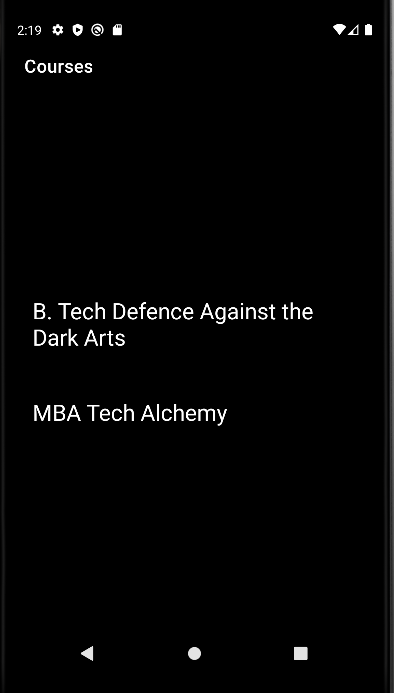 2:19
Courses
B. Tech Defence Against the
Dark Arts
MBA Tech Alchemy